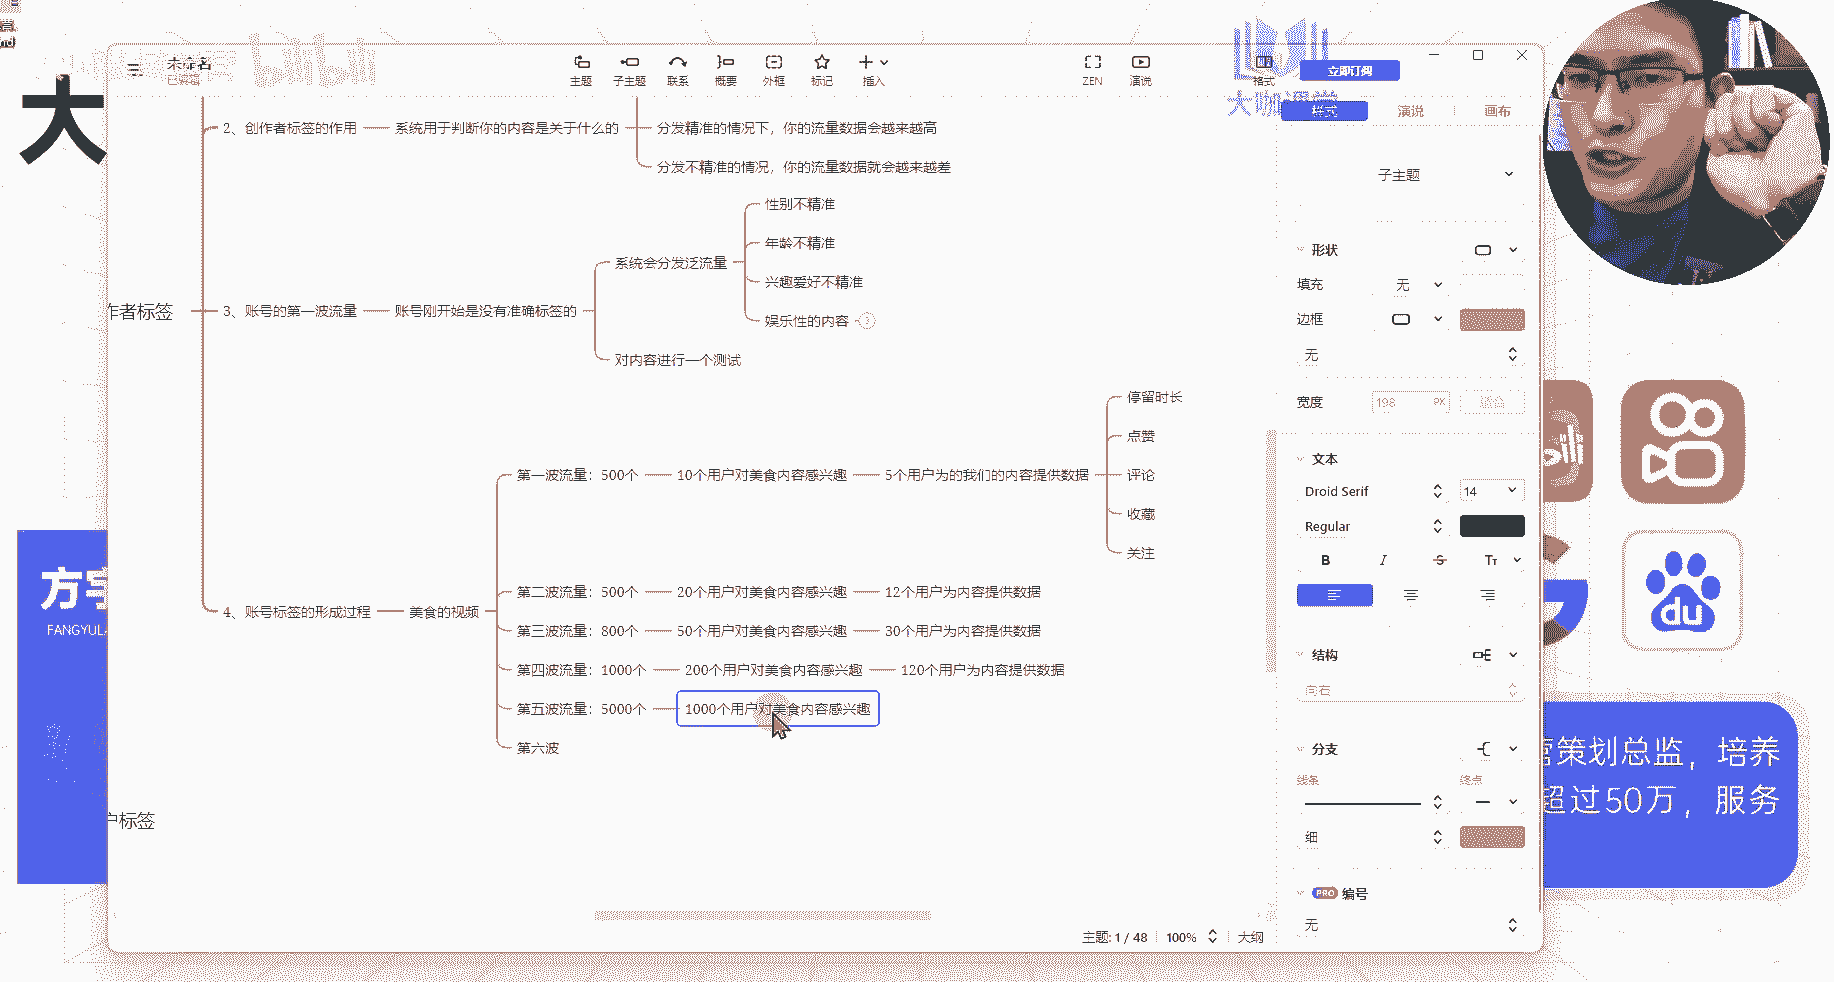 未命名
已编辑
主题
子主题
联系
概要
外框
标记
插入
ZEN
演说
格式
立即订阅
大咖课堂
样式
演说
画布
大
2、创作者标签的作用
系统用于判断你的内容是关于什么的
分发精准的情况下，你的流量数据会越来越高
分发不精准的情况，你的流量数据就会越来越差
作者标签
3、账号的第一波流量
账号刚开始是没有准确标签的
系统会分发泛流量
性别不精准
年龄不精准
兴趣爱好不精准
娱乐性的内容
对内容进行一个测试
4、账号标签的形成过程
美食的视频
第一波流量：500个
10个用户对美食内容感兴趣
5个用户为的我们的内容提供数据
停留时长
点赞
评论
收藏
关注
第二波流量：500个
20个用户对美食内容感兴趣
12个用户为内容提供数据
第三波流量：800个
50个用户对美食内容感兴趣
30个用户为内容提供数据
第四波流量：1000个
200个用户对美食内容感兴趣
120个用户为内容提供数据
第五波流量：5000个
1000个用户对美食内容感兴趣
第六波
户标签
子主题
形状
填充
无
边框
无
宽度
198
PX
文本
Droid Serif
14
Regular
B
I
S
Tт
结构
向右
分支
线条
终点
细
PRO 编号
无
主题: 1 / 48
100%
大纲
方宇
FANGYUL
bilibili
du
营策划总监，培养
超过50万，服务